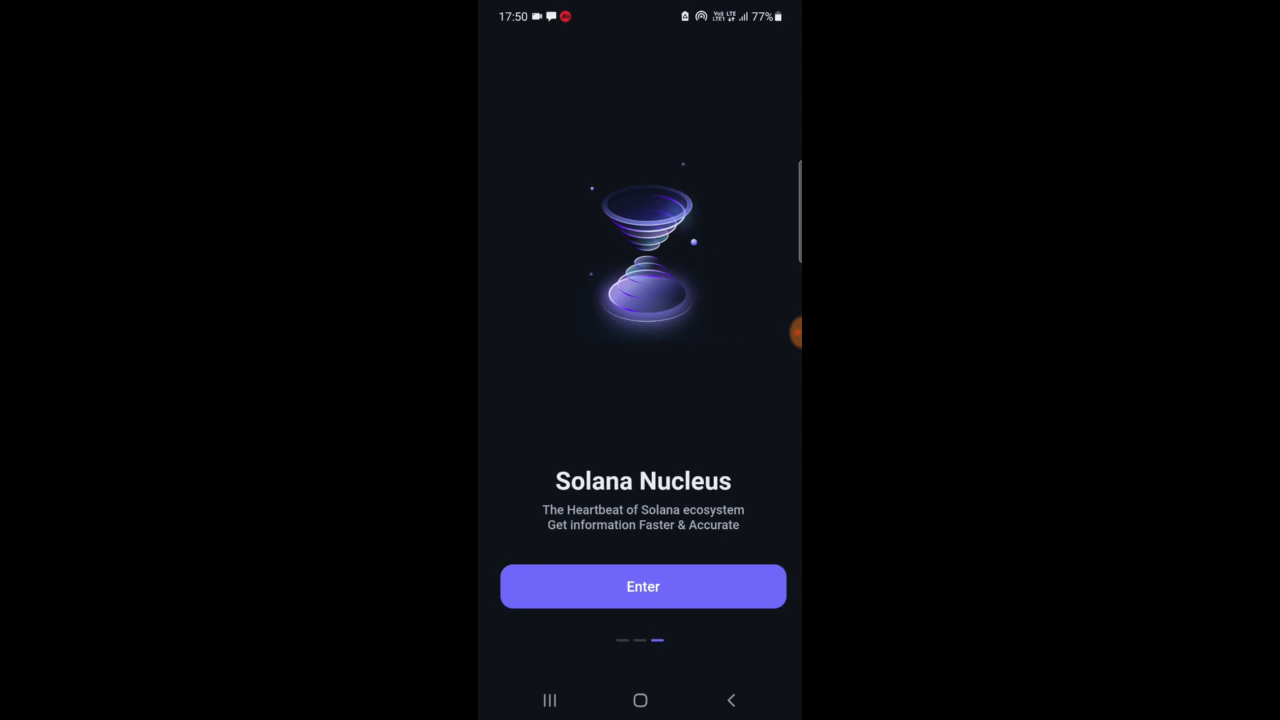 17:50
77%
Solana Nucleus
The Heartbeat of Solana ecosystem
Get information Faster & Accurate
Enter